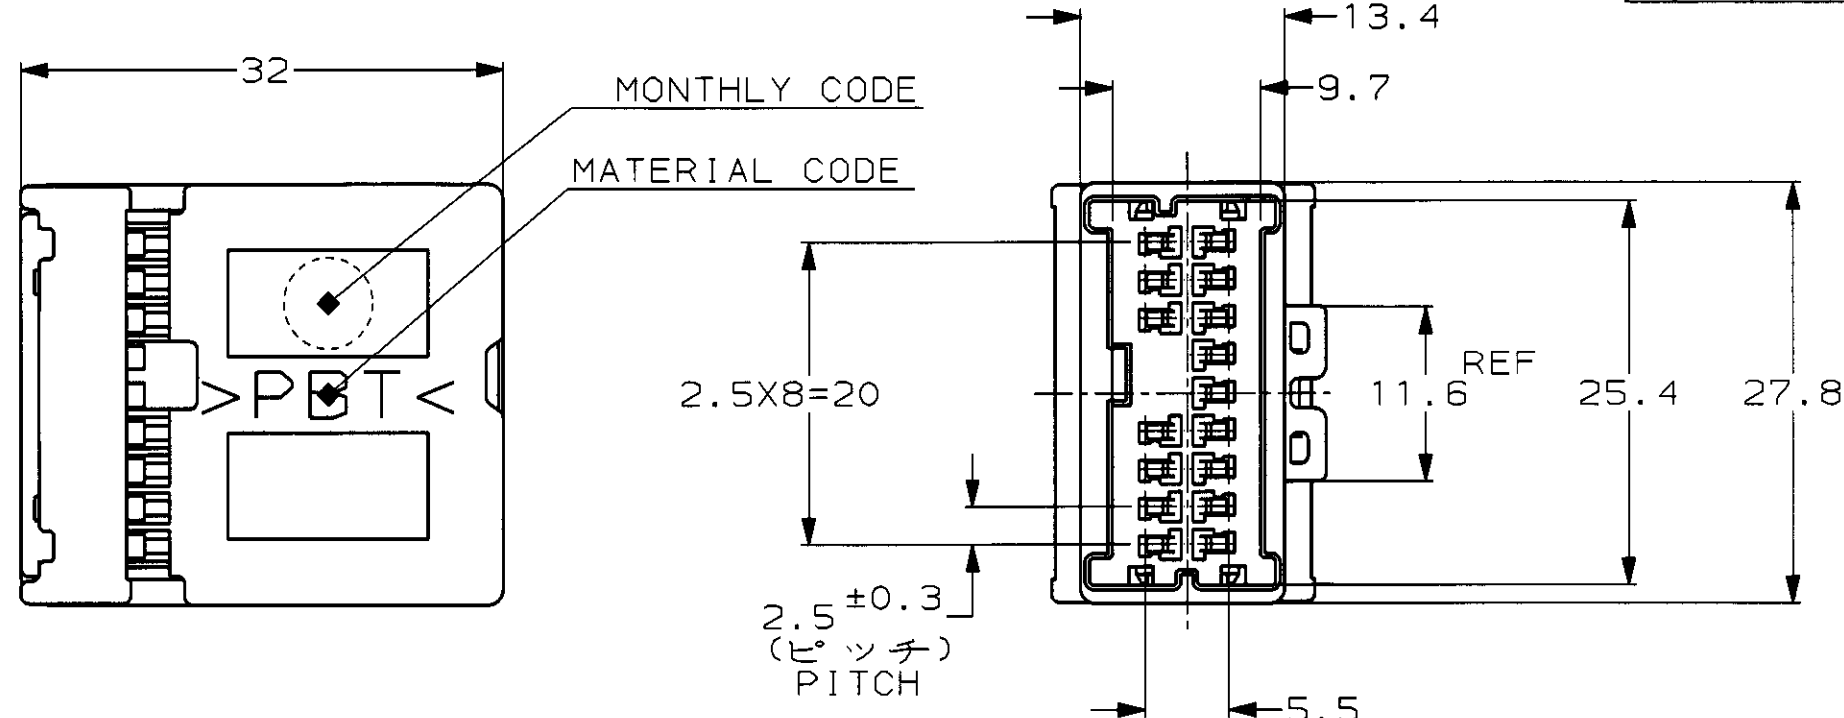 13.4
32
MONTHLY CODE
9.7
MATERIAL CODE
>PBT<
2.5X8=20
11.6 REF
25.4
27.8
2.5 ±0.3
(ピッチ)
PITCH
5.5